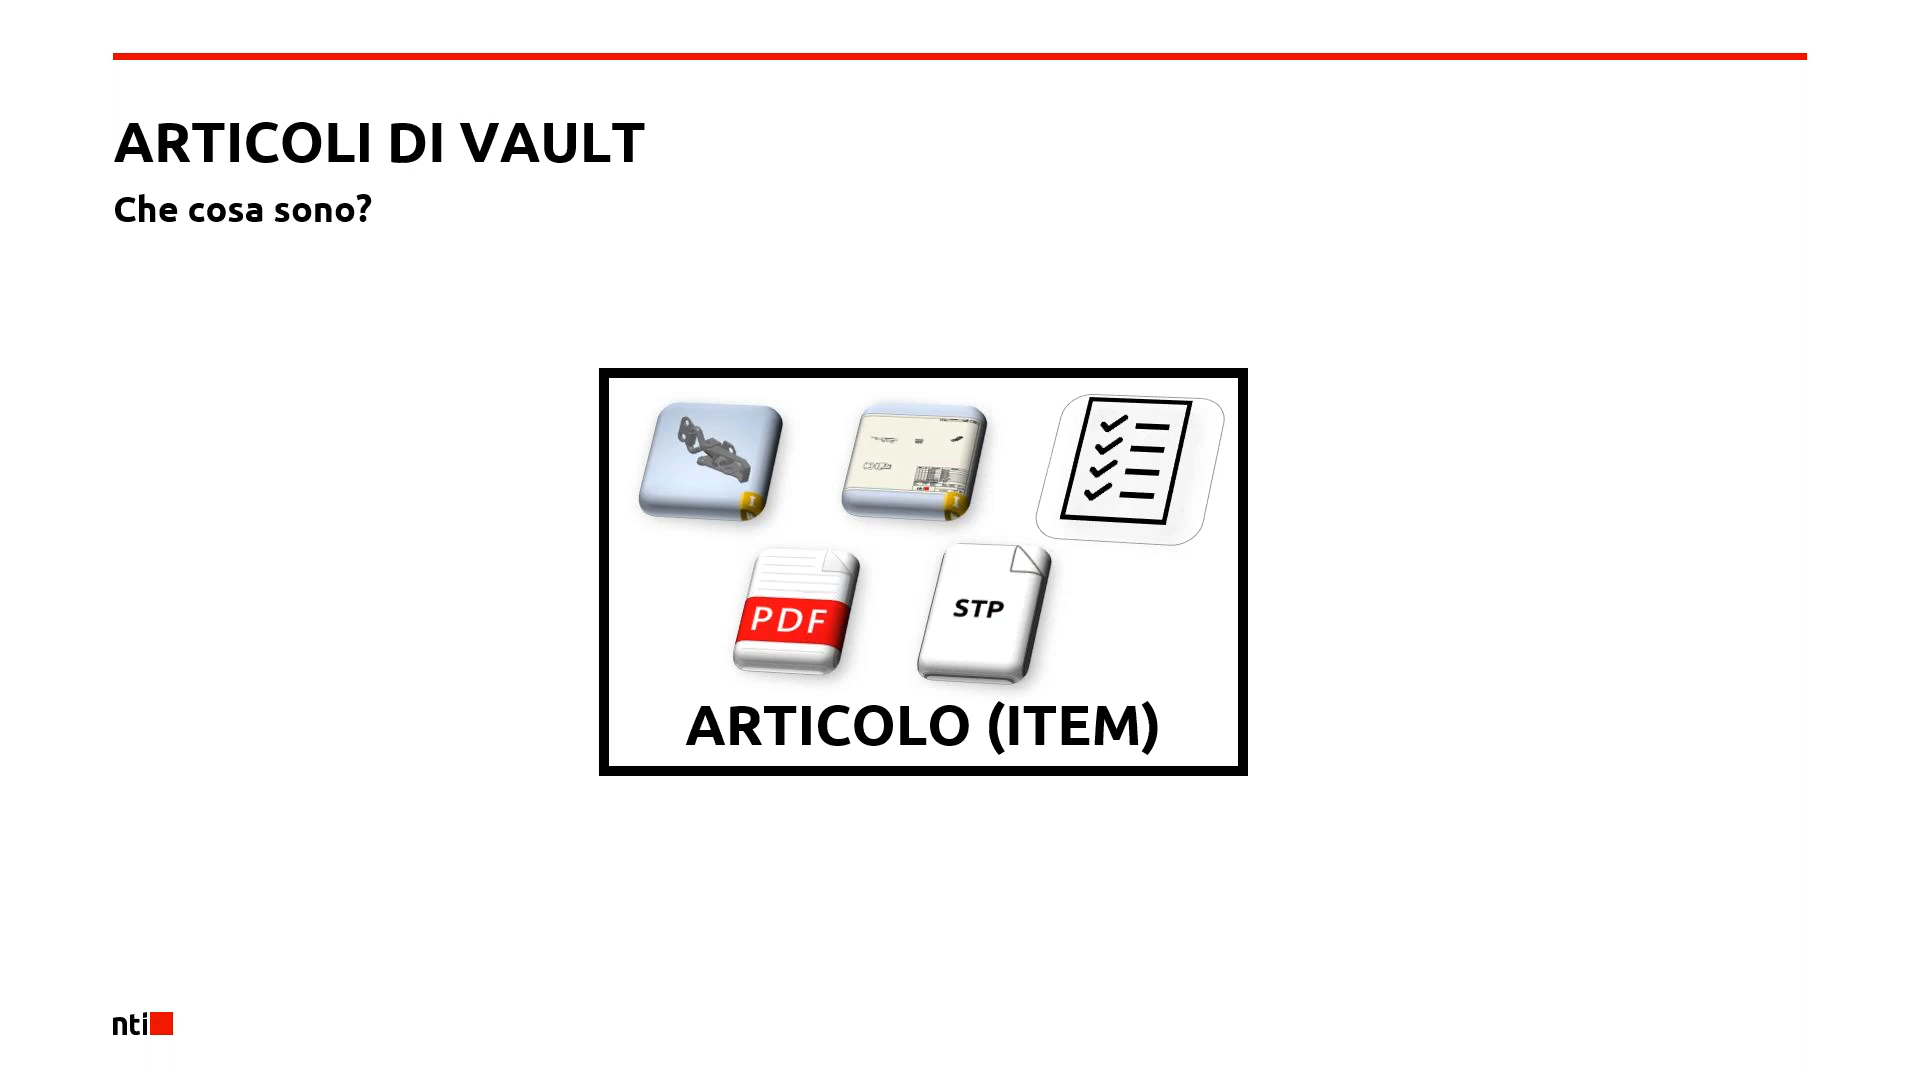 ARTICOLI DI VAULT
Che cosa sono?
PDF
STP
ARTICOLO (ITEM)
nti